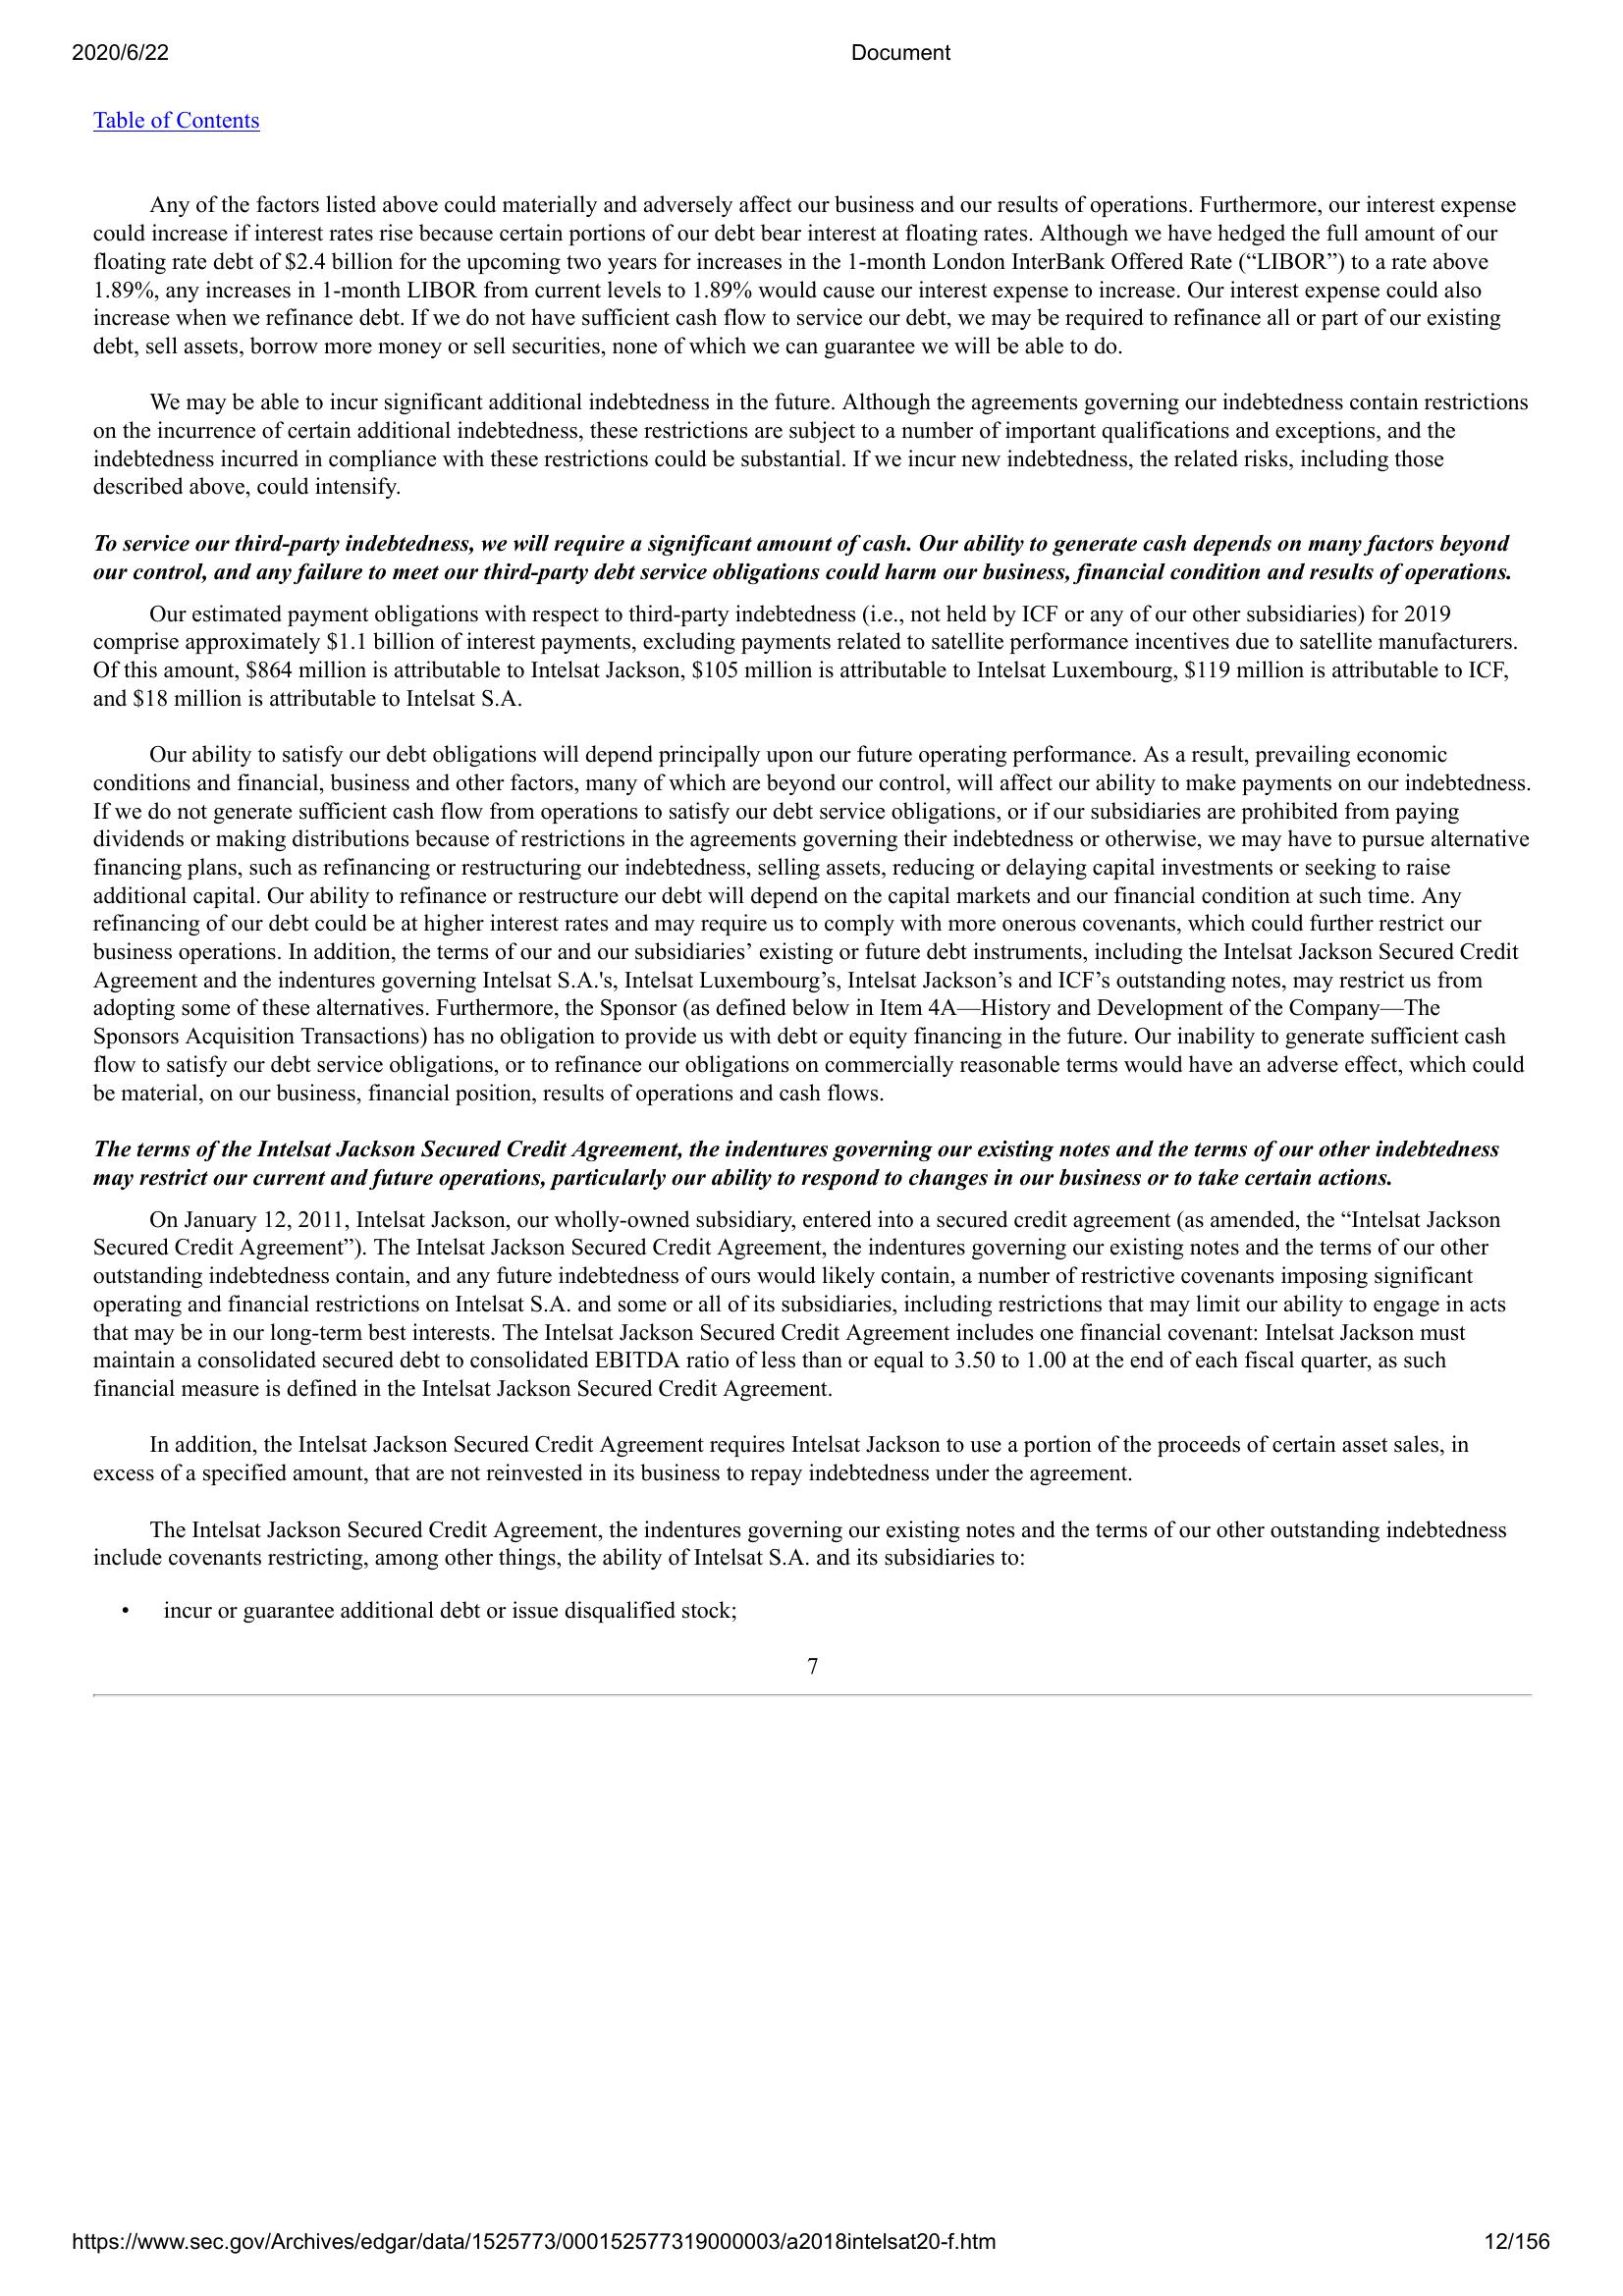 2020/6/22 Document
Table of Contents
Any of the factors listed above could materially and adversely affect our business and our results of operations. Furthermore, our interest expense
could increase if interest rates rise because certain portions of our debt bear interest at floating rates. Although we have hedged the full amount of our
floating rate debt of $2.4 billion for the upcoming two years for increases in the 1-month London InterBank Offered Rate (“LIBOR”) to a rate above
1.89%, any increases in 1-month LIBOR from current levels to 1.89% would cause our interest expense to increase. Our interest expense could also
increase when we refinance debt. If we do not have sufficient cash flow to service our debt, we may be required to refinance all or part of our existing
debt, sell assets, borrow more money or sell securities, none of which we can guarantee we will be able to do.
We may be able to incur significant additional indebtedness in the future. Although the agreements governing our indebtedness contain restrictions
on the incurrence of certain additional indebtedness, these restrictions are subject to a number of important qualifications and exceptions, and the
indebtedness incurred in compliance with these restrictions could be substantial. If we incur new indebtedness, the related risks, including those
described above, could intensify.
To service our third-party indebtedness, we will require a significant amount of cash. Our ability to generate cash depends on many factors beyond
our control, and any failure to meet our third-party debt service obligations could harm our business, financial condition and results of operations.
Our estimated payment obligations with respect to third-party indebtedness (i.e., not held by ICF or any of our other subsidiaries) for 2019
comprise approximately $1.1 billion of interest payments, excluding payments related to satellite performance incentives due to satellite manufacturers.
Of this amount, $864 million is attributable to Intelsat Jackson, $105 million is attributable to Intelsat Luxembourg, $119 million is attributable to ICF,
and $18 million is attributable to Intelsat S.A.
Our ability to satisfy our debt obligations will depend principally upon our future operating performance. As a result, prevailing economic
conditions and financial, business and other factors, many of which are beyond our control, will affect our ability to make payments on our indebtedness.
If we do not generate sufficient cash flow from operations to satisfy our debt service obligations, or if our subsidiaries are prohibited from paying
dividends or making distributions because of restrictions in the agreements governing their indebtedness or otherwise, we may have to pursue alternative
financing plans, such as refinancing or restructuring our indebtedness, selling assets, reducing or delaying capital investments or seeking to raise
additional capital. Our ability to refinance or restructure our debt will depend on the capital markets and our financial condition at such time. Any
refinancing of our debt could be at higher interest rates and may require us to comply with more onerous covenants, which could further restrict our
business operations. In addition, the terms of our and our subsidiaries’ existing or future debt instruments, including the Intelsat Jackson Secured Credit
Agreement and the indentures governing Intelsat S.A.'s, Intelsat Luxembourg’s, Intelsat Jackson’s and ICF’s outstanding notes, may restrict us from
adopting some of these alternatives. Furthermore, the Sponsor (as defined below in Item 4A—History and Development of the Company—The
Sponsors Acquisition Transactions) has no obligation to provide us with debt or equity financing in the future. Our inability to generate sufficient cash
flow to satisfy our debt service obligations, or to refinance our obligations on commercially reasonable terms would have an adverse effect, which could
be material, on our business, financial position, results of operations and cash flows.
The terms of the Intelsat Jackson Secured Credit Agreement, the indentures governing our existing notes and the terms of our other indebtedness
may restrict our current and future operations, particularly our ability to respond to changes in our business or to take certain actions.
On January 12, 2011, Intelsat Jackson, our wholly-owned subsidiary, entered into a secured credit agreement (as amended, the “Intelsat Jackson
Secured Credit Agreement”). The Intelsat Jackson Secured Credit Agreement, the indentures governing our existing notes and the terms of our other
outstanding indebtedness contain, and any future indebtedness of ours would likely contain, a number of restrictive covenants imposing significant
operating and financial restrictions on Intelsat S.A. and some or all of its subsidiaries, including restrictions that may limit our ability to engage in acts
that may be in our long-term best interests. The Intelsat Jackson Secured Credit Agreement includes one financial covenant: Intelsat Jackson must
maintain a consolidated secured debt to consolidated EBITDA ratio of less than or equal to 3.50 to 1.00 at the end of each fiscal quarter, as such
financial measure is defined in the Intelsat Jackson Secured Credit Agreement.
In addition, the Intelsat Jackson Secured Credit Agreement requires Intelsat Jackson to use a portion of the proceeds of certain asset sales, in
excess of a specified amount, that are not reinvested in its business to repay indebtedness under the agreement.
The Intelsat Jackson Secured Credit Agreement, the indentures governing our existing notes and the terms of our other outstanding indebtedness
include covenants restricting, among other things, the ability of Intelsat S.A. and its subsidiaries to:
• incur or guarantee additional debt or issue disqualified stock;
7
https://www.sec.gov/Archives/edgar/data/1525773/000152577319000003/a2018intelsat20-f.htm 12/156